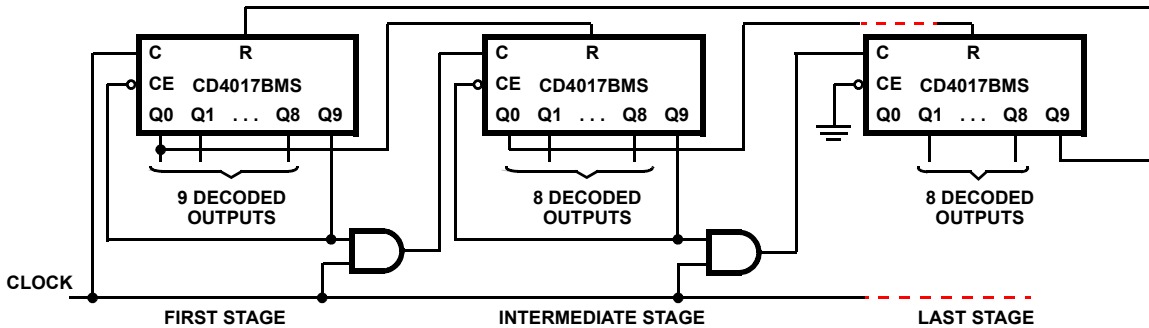 C R
CE CD4017BMS
Q0 Q1 . . . Q8 Q9
9 DECODED
OUTPUTS
C R
CE CD4017BMS
Q0 Q1 . . . Q8 Q9
8 DECODED
OUTPUTS
C R
CE CD4017BMS
Q0 Q1 . . . Q8 Q9
8 DECODED
OUTPUTS
CLOCK
FIRST STAGE
INTERMEDIATE STAGE
LAST STAGE